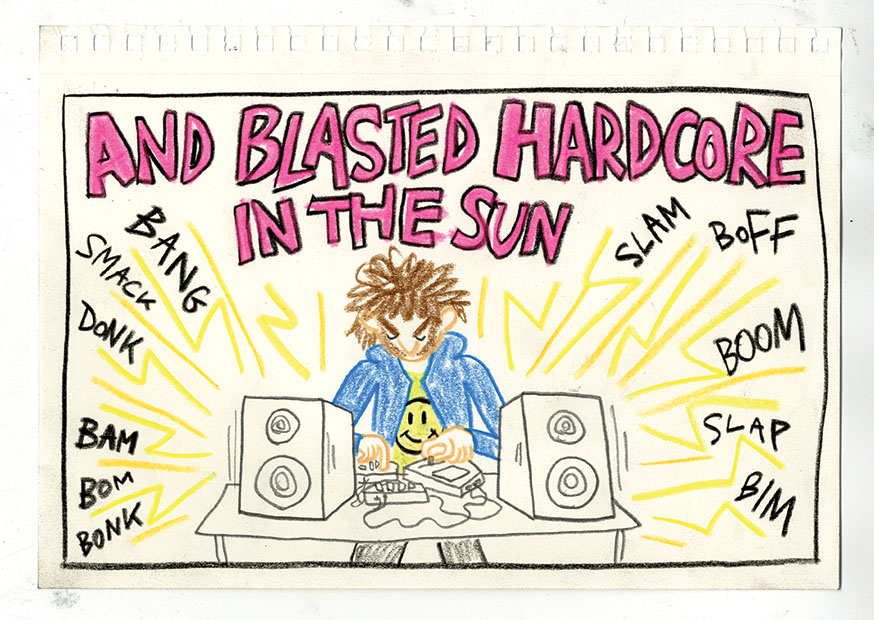 AND BLASTED HARDCORE
IN THE SUN
BANG
SMACK
DONK
BAM
BOM
BONK
SLAM
BOFF
BOOM
SLAP
BIM